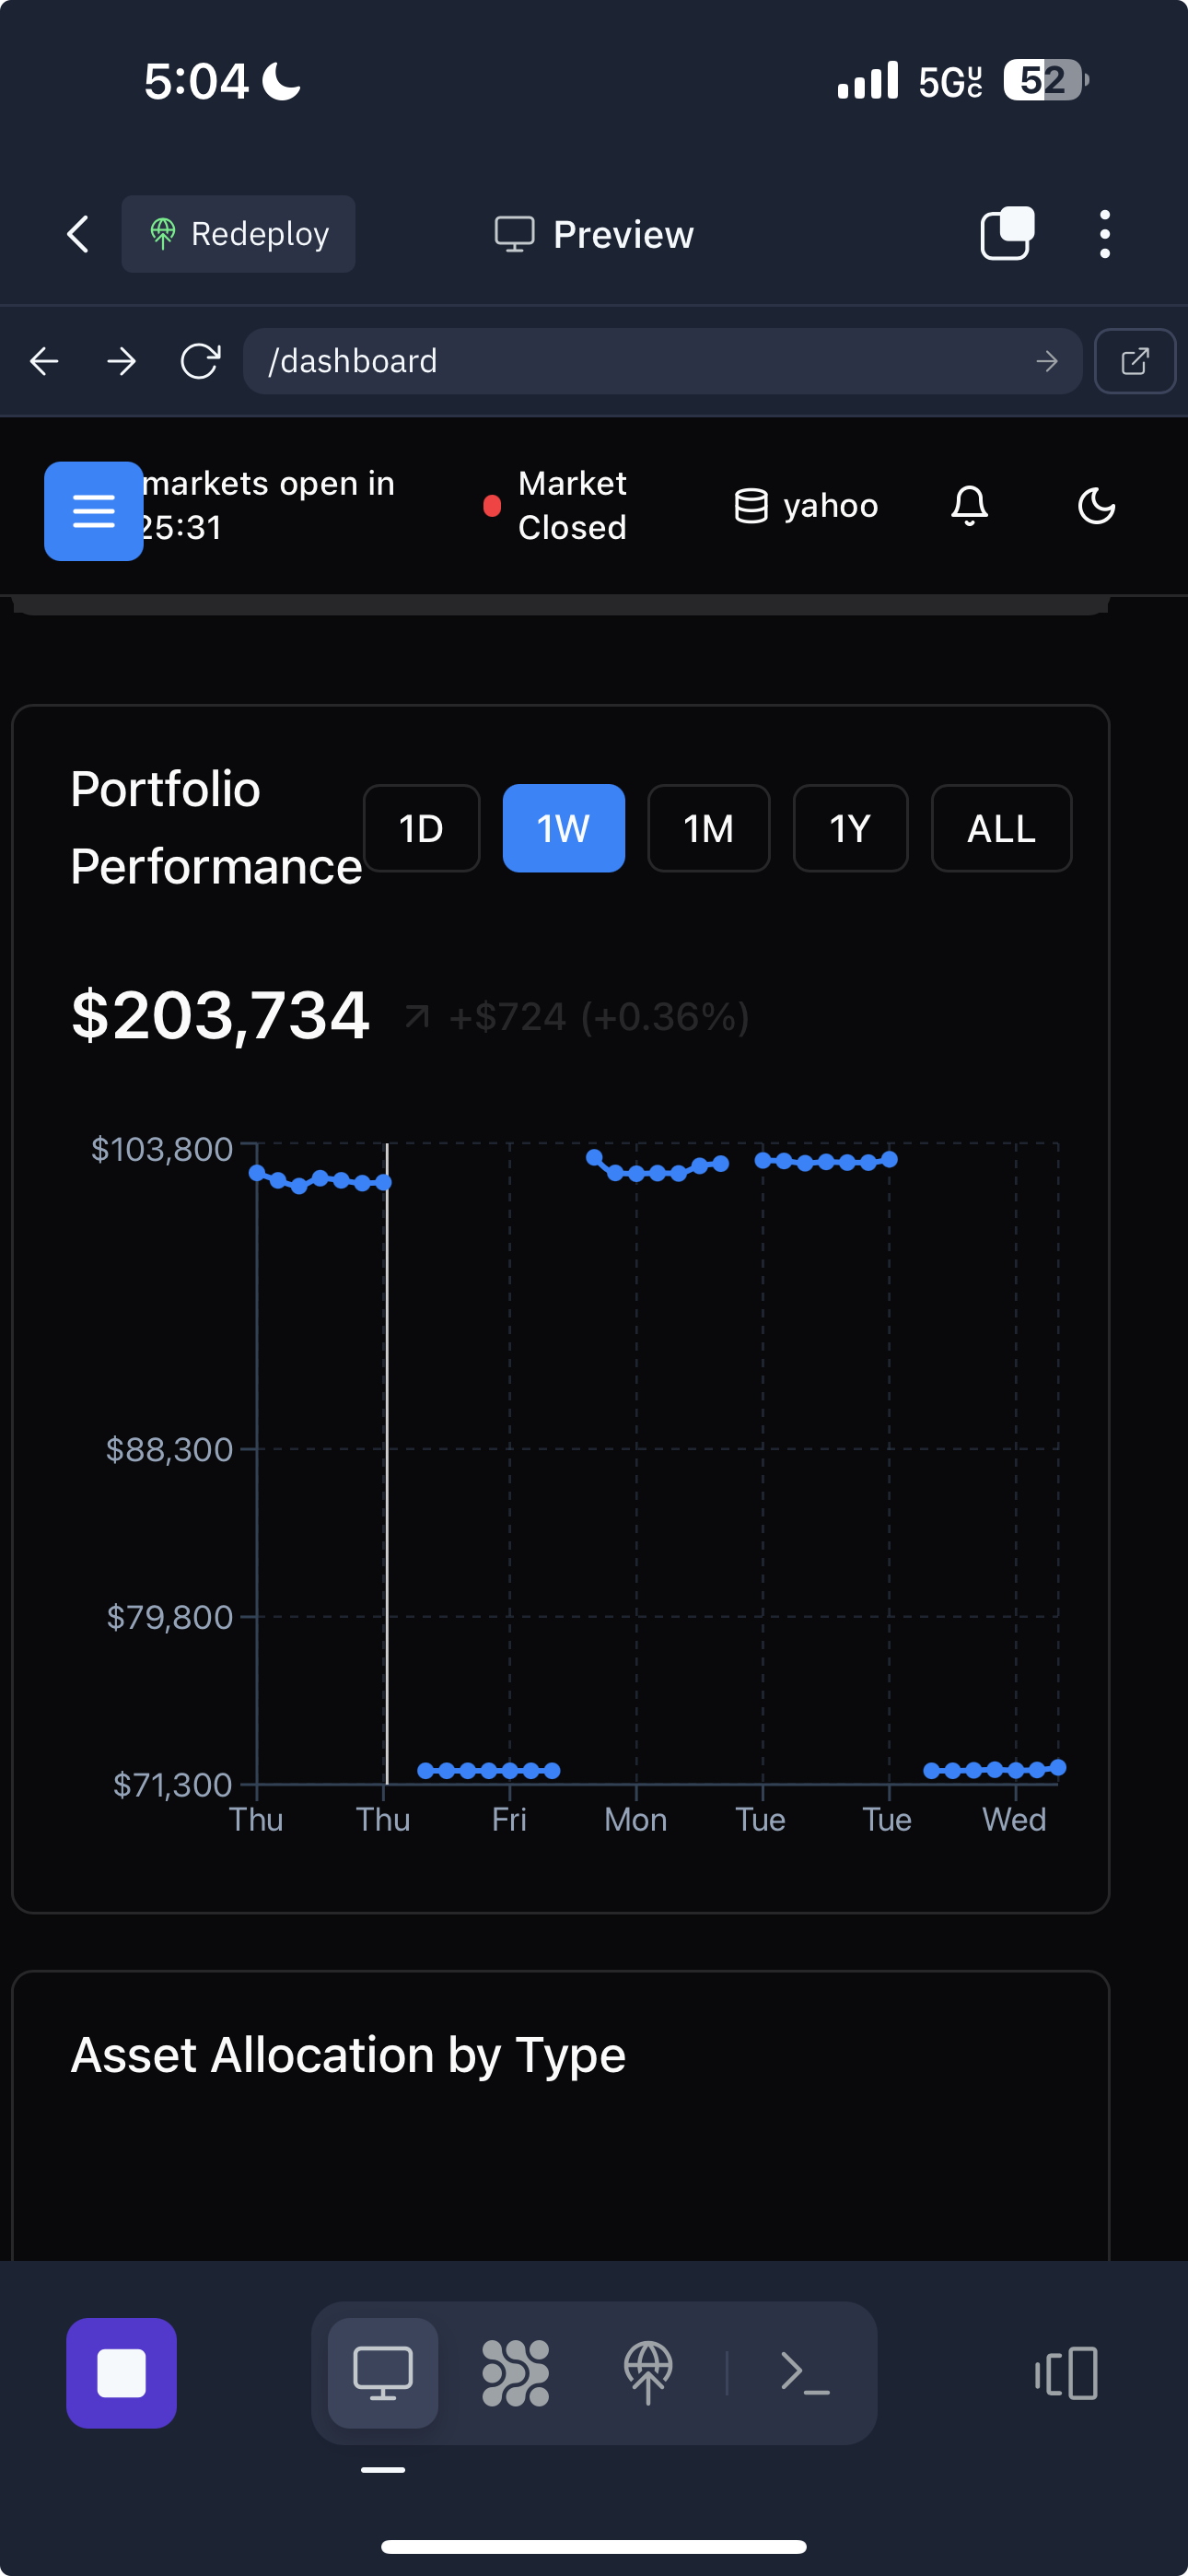 5:04
5GUC
52
Redeploy
Preview
/dashboard
markets open in
25:31
Market
Closed
yahoo
Portfolio
Performance
1D
1W
1M
1Y
ALL
$203,734
+$724 (+0.36%)
$103,800
$88,300
$79,800
$71,300
Thu
Thu
Fri
Mon
Tue
Tue
Wed
Asset Allocation by Type